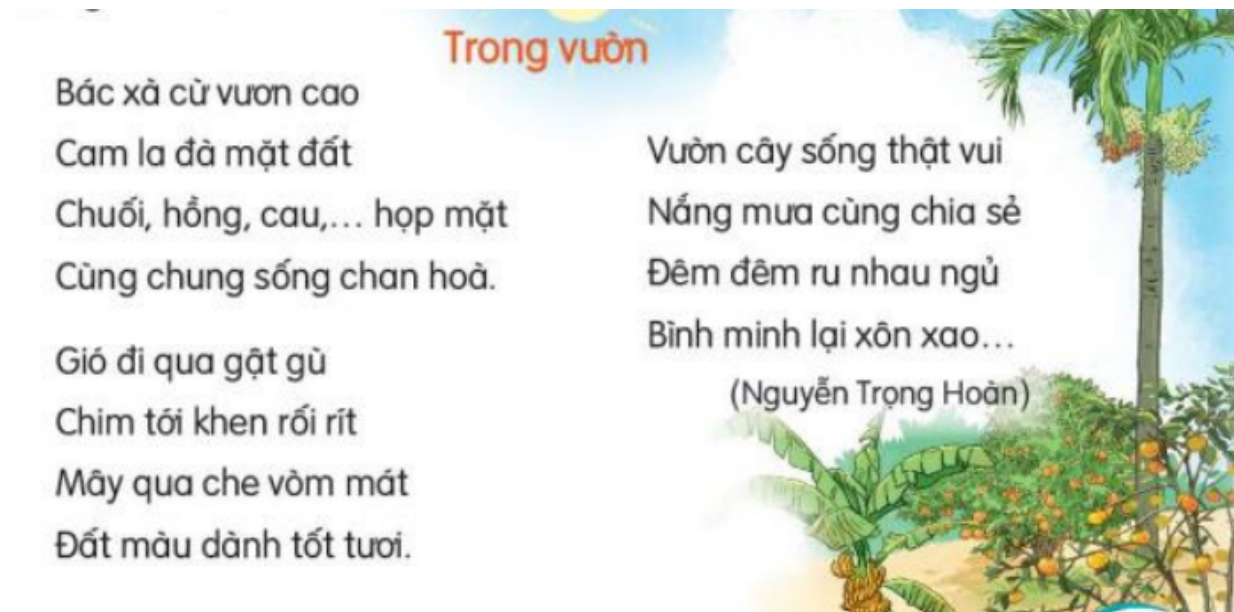 Trong vườn
Bác xà cừ vươn cao
Cam la đà mặt đất
Chuối, hồng, cau,... họp mặt
Cùng chung sống chan hoà.
Gió đi qua gật gù
Chim tới khen rối rít
Mây qua che vòm mát
Đất màu dành tốt tươi.
Vườn cây sống thật vui
Nắng mưa cùng chia sẻ
Đêm đêm ru nhau ngủ
Bình minh lại xôn xao...
(Nguyễn Trọng Hoàn)